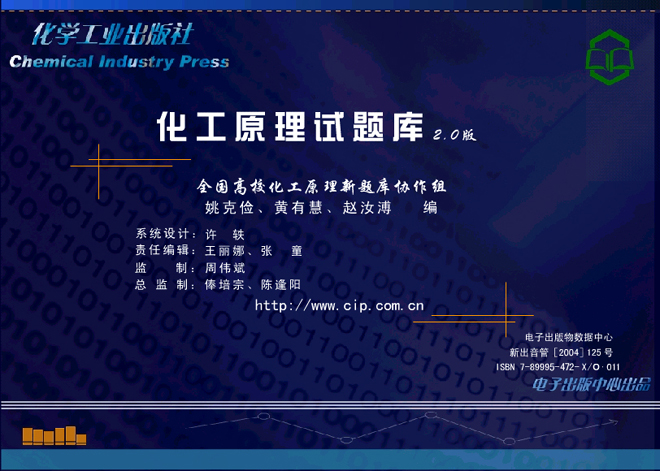 化学工业出版社
Chemical Industry Press
化工原理试题库 2.0版
全国高校化工原理新题库协作组
姚克俭、黄有慧、赵汝溥 编
系统设计：许 轶
责任编辑：王丽娜、张 童
监 制：周伟斌
总 监 制：俸培宗、陈逢阳
http://www.cip.com.cn
电子出版物数据中心
新出音管［2004］125号
ISBN 7-89995-472-X/O·011
电子出版中心出品